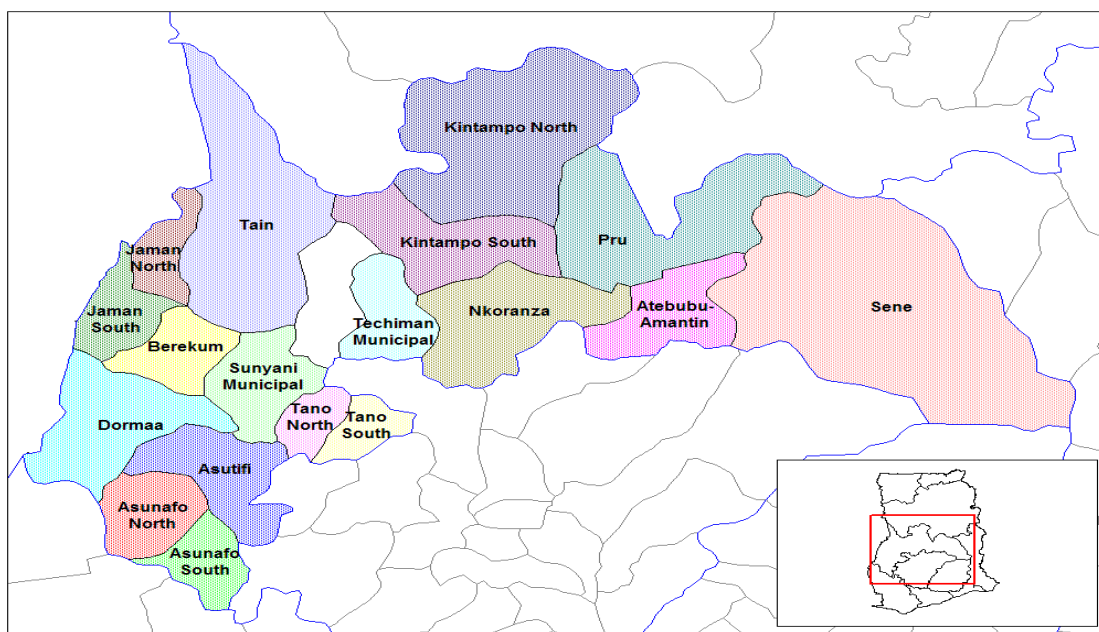 Kintampo North
Tain
Kintampo South
Pru
Jaman
North
Jaman
South
Nkoranza
Atebubu-
Amantin
Sene
Techiman
Municipal
Berekum
Sunyani
Municipal
Tano
North
Tano
South
Dormaa
Asutifi
Asunafo
North
Asunafo
South